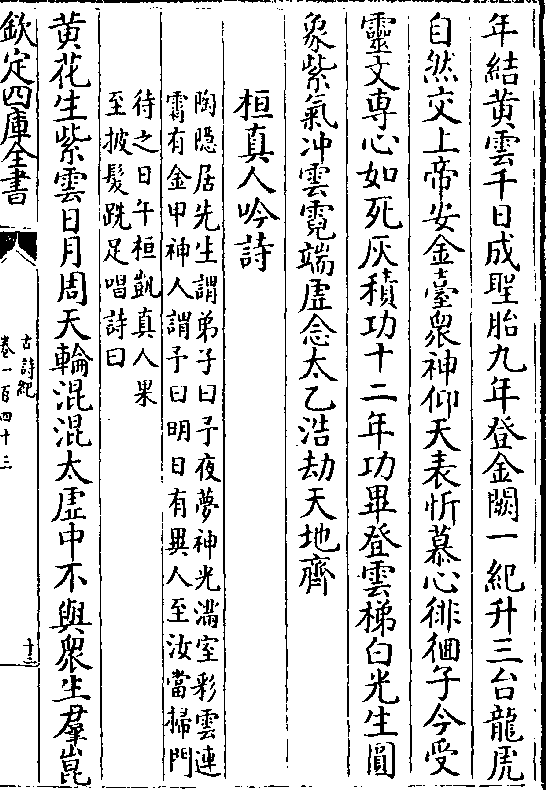 年結黄雲千日成聖胎九年登金闕一紀升三台龍虎
自然交上帝安金臺衆神仰天表忻慕心徘徊子今受
靈文専心如死灰積功十二年功畢登雲梯白光生圓
象紫氣冲雲霓端虚念太乙浩劫天地齊
桓真人吟詩
陶隠居先生謂弟子曰予夜夢神光滿室彩雲連
霄有金甲神人謂予曰明日有異人至汝當掃門
待之日午桓凱真人果
至披髮跣足唱詩曰
黄花生紫雲日月周天輪混混太虚中不與衆生羣崑
欽定四庫全書
古詩紀
卷一百四十三
十三